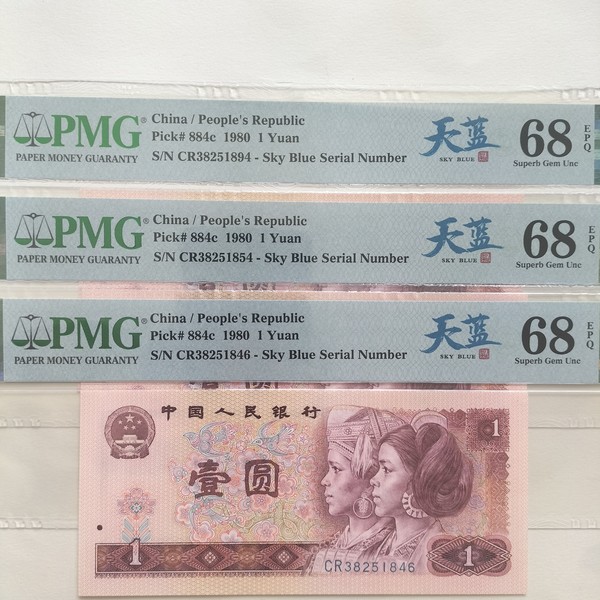 PMG®
PAPER MONEY GUARANTY
China / People's Republic
Pick# 884c 1980 1 Yuan
S/N CR38251894 - Sky Blue Serial Number
天蓝
SKY BLUE
68
EPQ
Superb Gem Unc
PMG®
PAPER MONEY GUARANTY
China / People's Republic
Pick# 884c 1980 1 Yuan
S/N CR38251854 - Sky Blue Serial Number
天蓝
SKY BLUE
68
EPQ
Superb Gem Unc
PMG®
PAPER MONEY GUARANTY
China / People's Republic
Pick# 884c 1980 1 Yuan
S/N CR38251846 - Sky Blue Serial Number
天蓝
SKY BLUE
68
EPQ
Superb Gem Unc
中国人民银行
1
壹圆
CR38251846
1
1